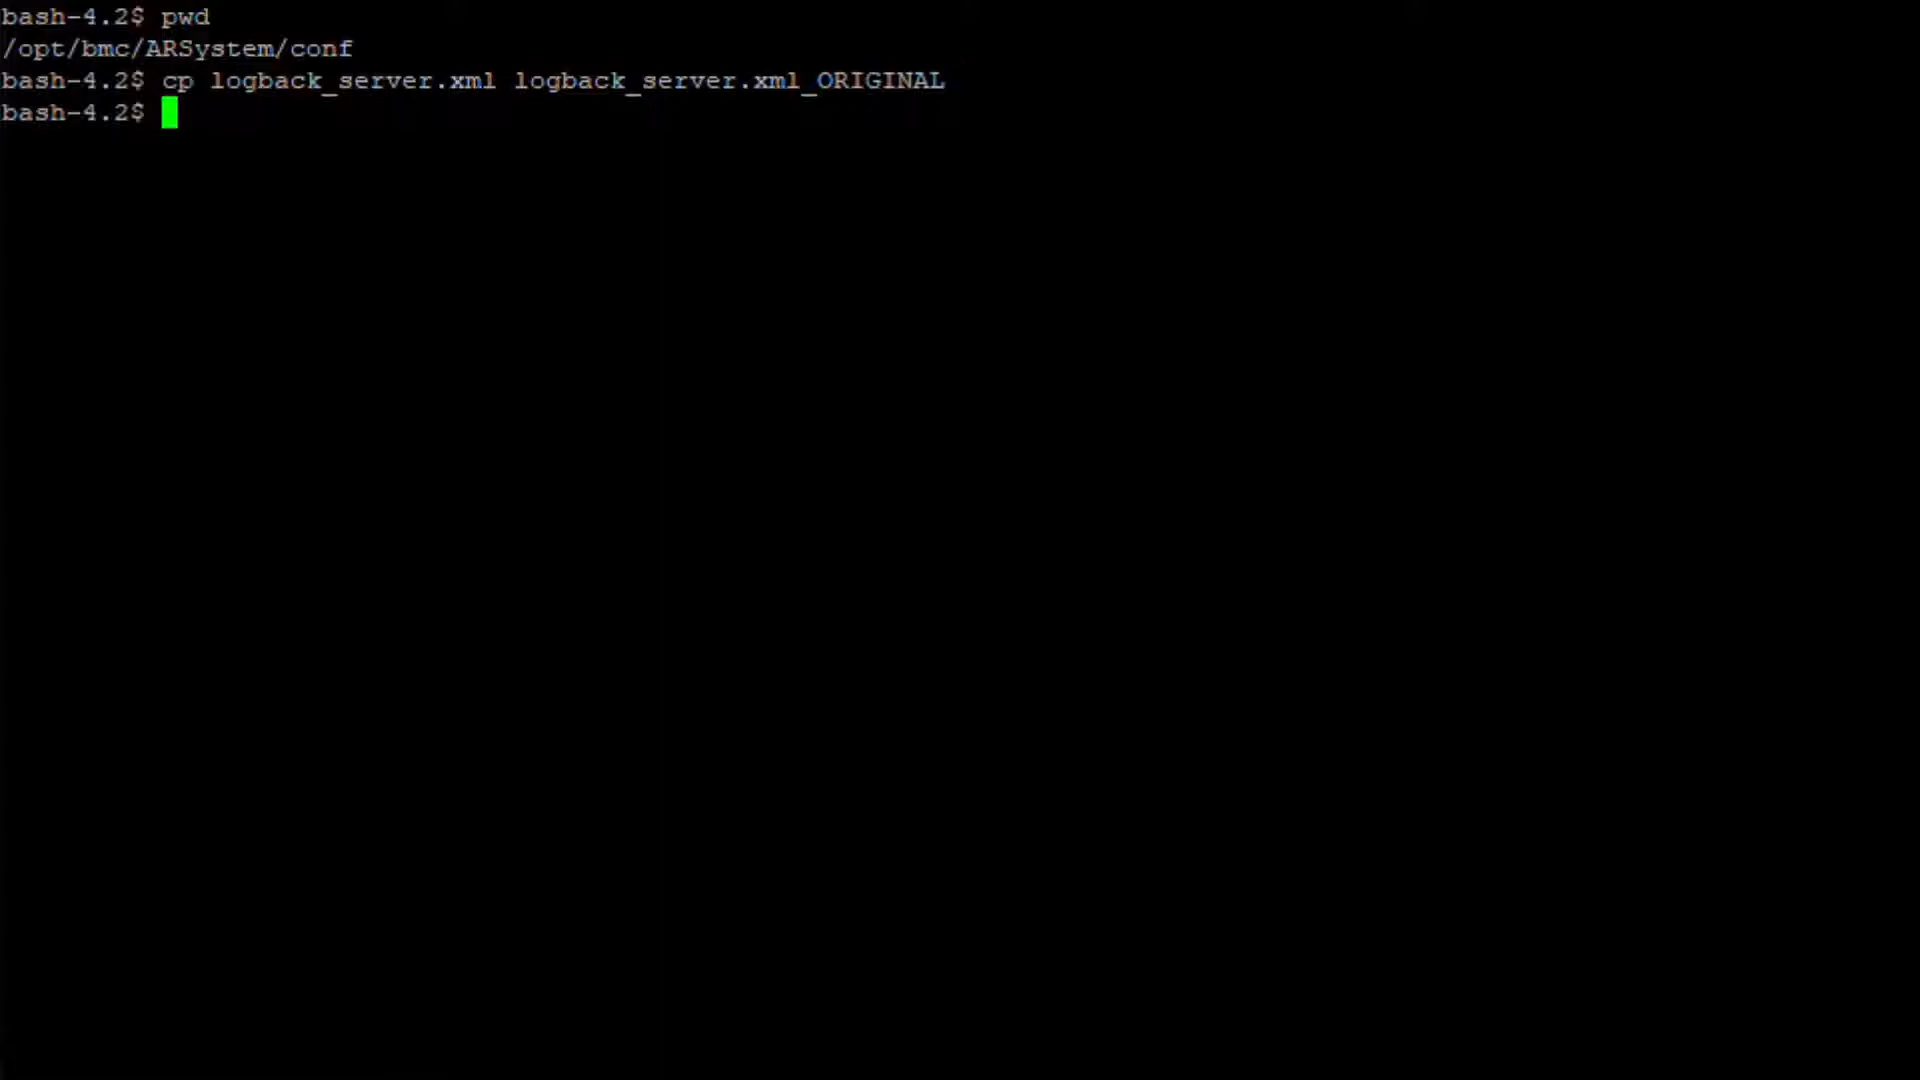 bash-4.2$ pwd
/opt/bmc/ARSystem/conf
bash-4.2$ cp logback_server.xml logback_server.xml_ORIGINAL
bash-4.2$